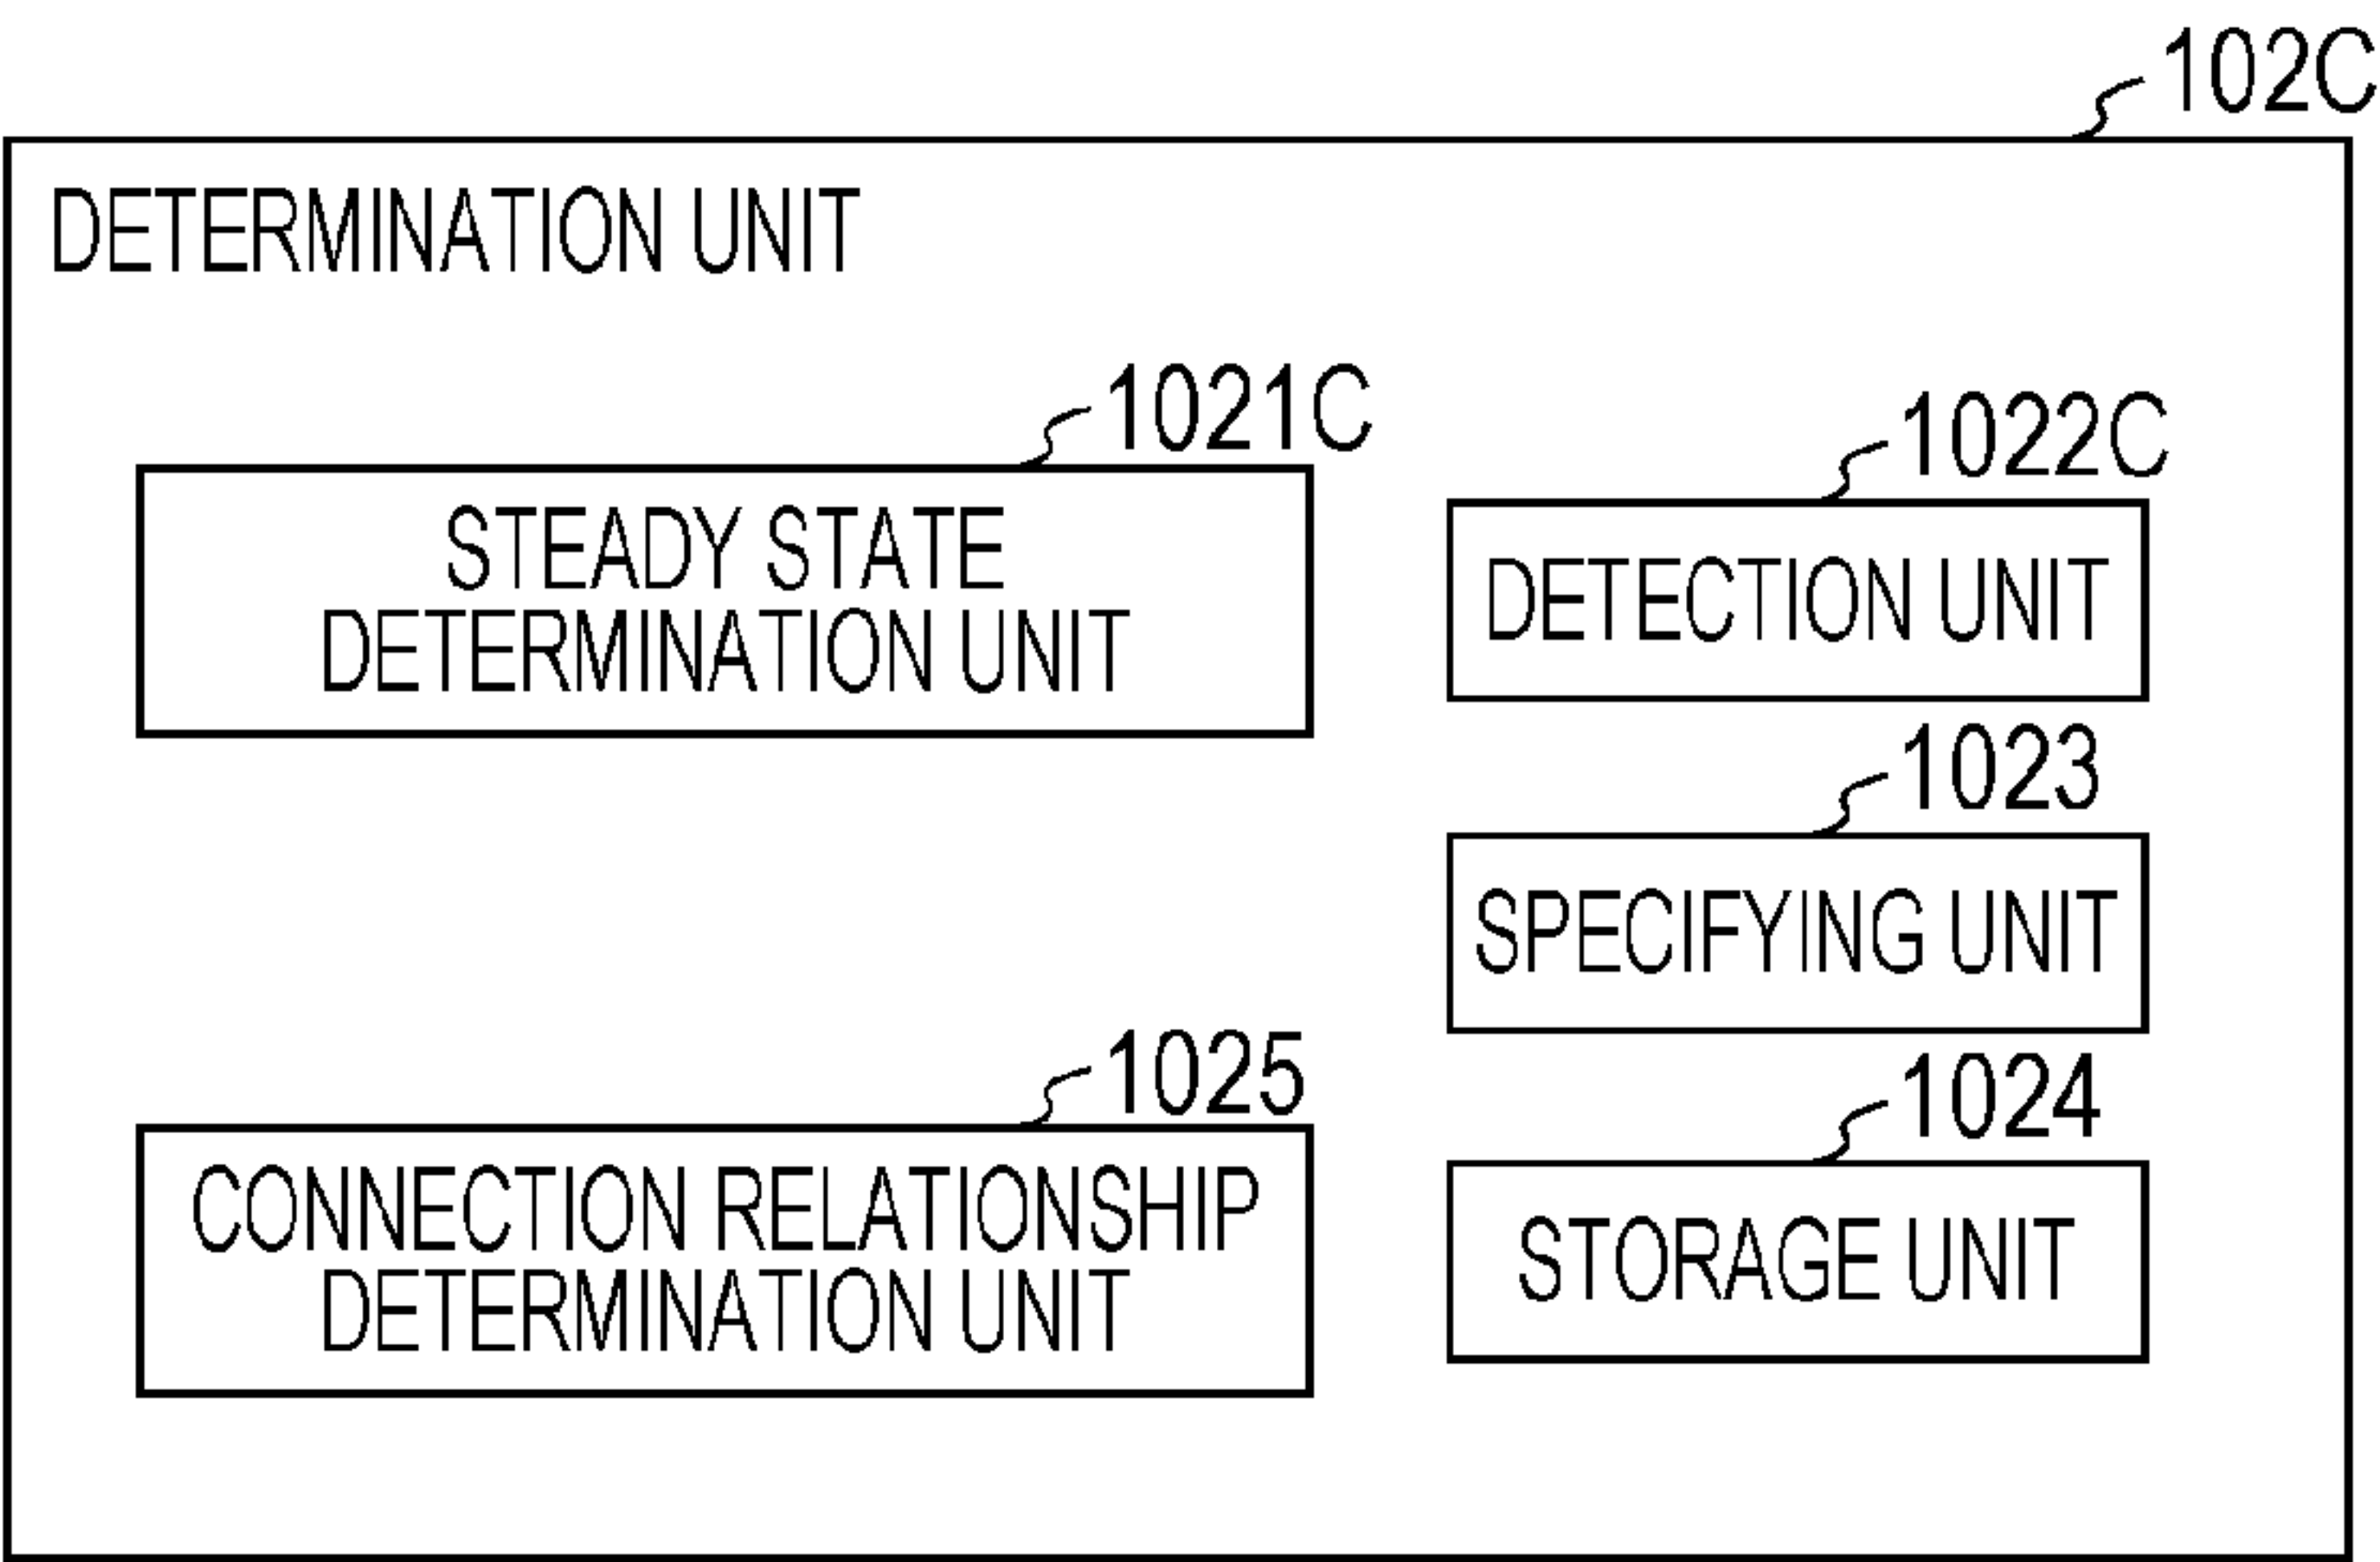 102C
DETERMINATION UNIT
1021C
STEADY STATE
DETERMINATION UNIT
1022C
DETECTION UNIT
1023
SPECIFYING UNIT
1025
CONNECTION RELATIONSHIP
DETERMINATION UNIT
1024
STORAGE UNIT